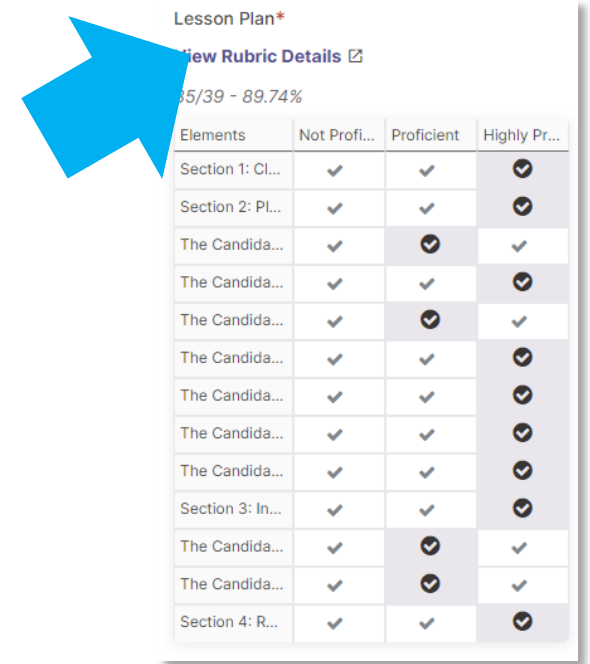 Lesson Plan*
View Rubric Details
35/39 - 89.74%
Elements Not Profi... Proficient Highly Pr...
Section 1: Cl...
Section 2: Pl...
The Candida...
The Candida...
The Candida...
The Candida...
The Candida...
The Candida...
The Candida...
Section 3: In...
The Candida...
The Candida...
Section 4: R...